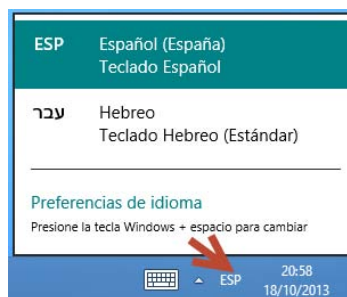 ESP Español (España)
Teclado Español
עבר Hebreo
Teclado Hebreo (Estándar)
Preferencias de idioma
Presione la tecla Windows + espacio para cambiar
ESP 20:58
18/10/2013